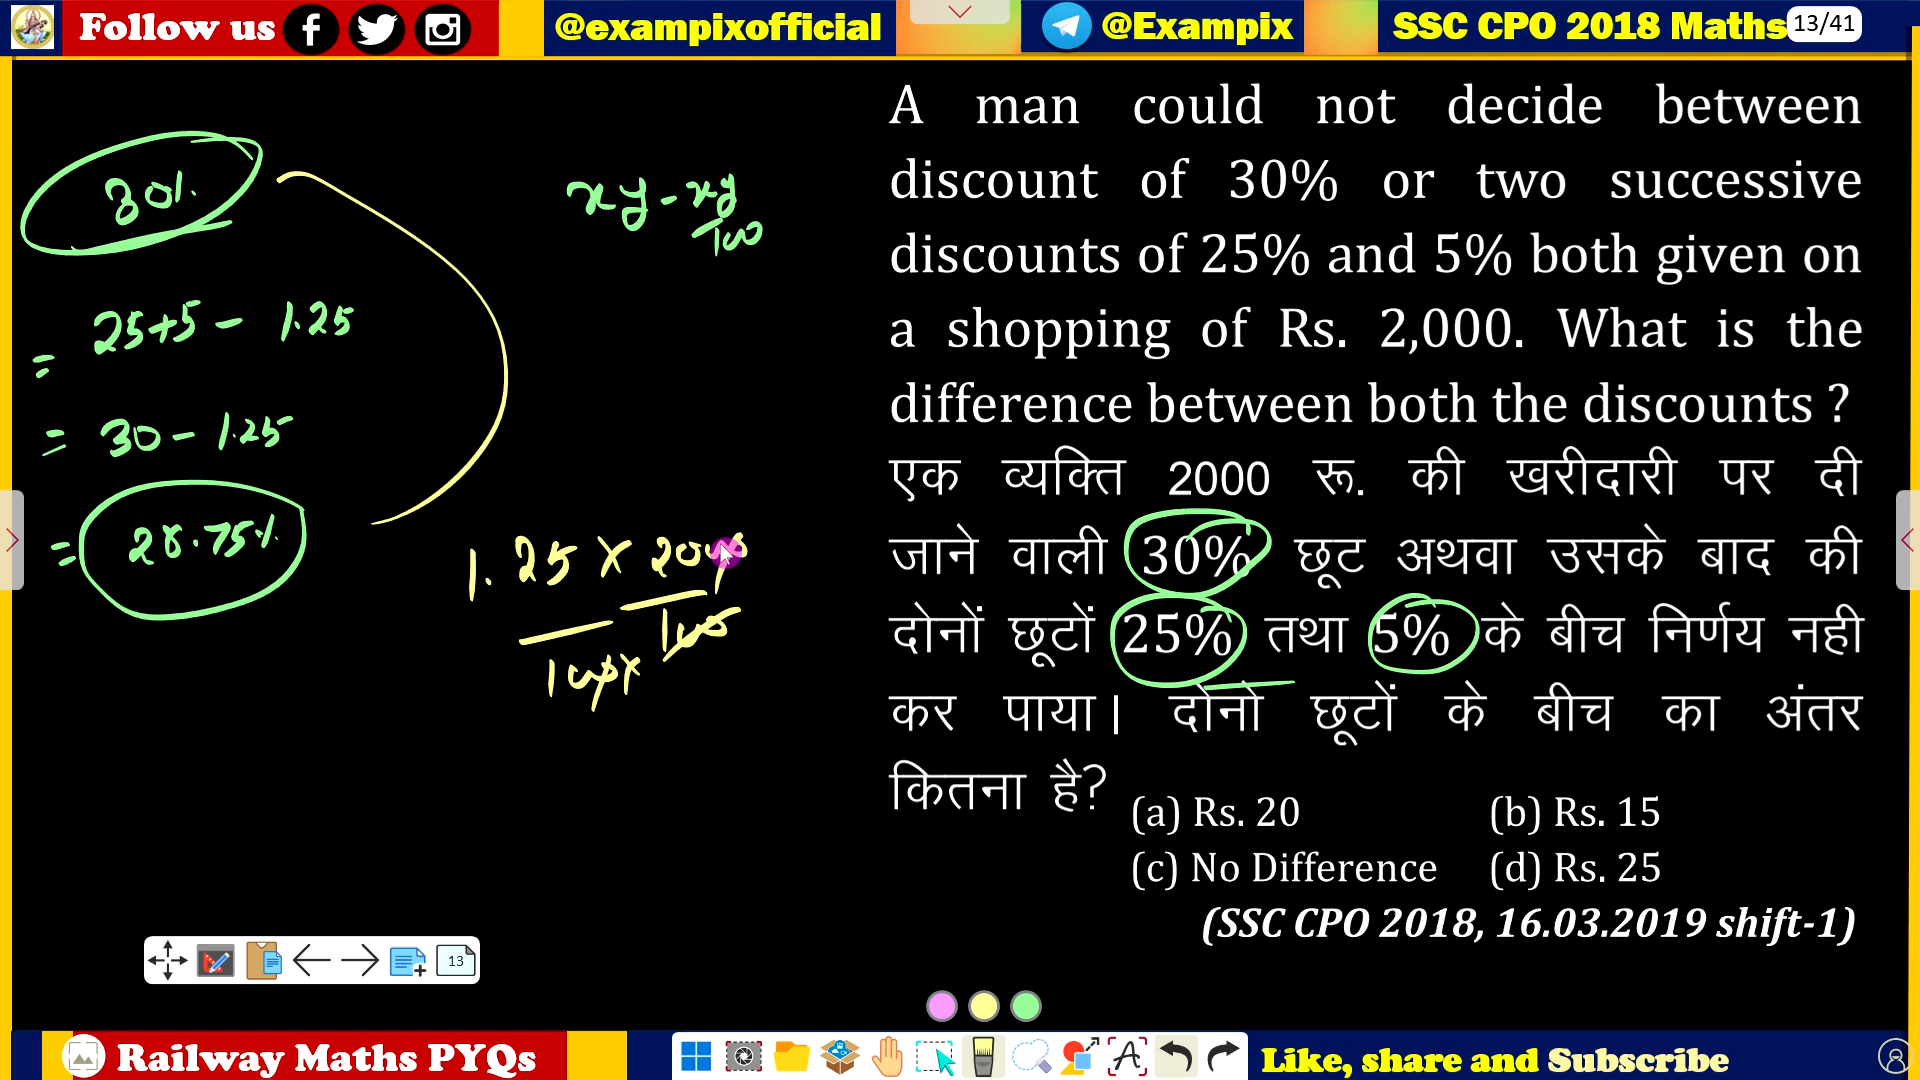 Follow us
@exampixofficial
@Exampix
SSC CPO 2018 Maths
13/41
A man could not decide between
discount of 30% or two successive
discounts of 25% and 5% both given on
a shopping of Rs. 2,000. What is the
difference between both the discounts ?
एक व्यक्ति 2000 रू. की खरीदारी पर दी
जाने वाली 30% छूट अथवा उसके बाद की
दोनों छूटों 25% तथा 5% के बीच निर्णय नही
कर पाया। दोनो छूटों के बीच का अंतर
कितना है?
(a) Rs. 20 (b) Rs. 15
(c) No Difference (d) Rs. 25
(SSC CPO 2018, 16.03.2019 shift-1)
30%
= 25+5 - 1.25
= 30 - 1.25
= 28.75%
x y - xy/100
1.25 × 2000
100× 100
13
Railway Maths PYQs
Like, share and Subscribe